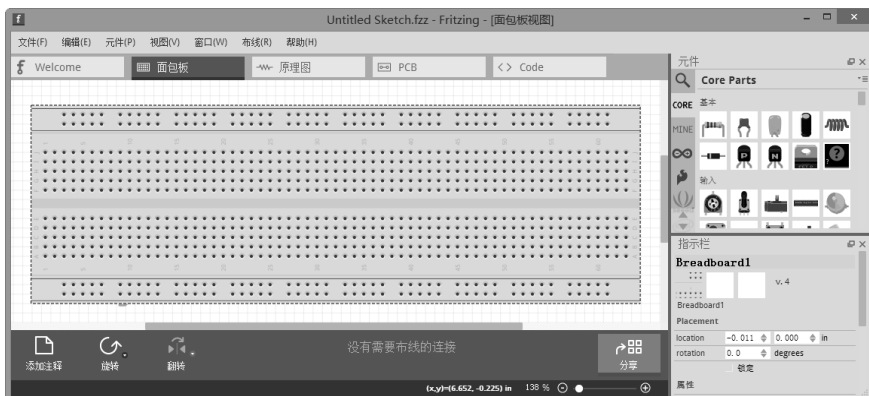 Untitled Sketch.fzz - Fritzing - [面包板视图]
文件(F) 编辑(E) 元件(P) 视图(V) 窗口(W) 布线(R) 帮助(H)
Welcome 面包板 原理图 PCB Code
元件
Core Parts
CORE 基本
MINE
P N ?
输入
指示栏
Breadboard1
v. 4
Breadboard1
Placement
location -0.011 0.000 in
rotation 0.0 degrees
锁定
属性
添加注释 旋转 翻转 没有需要布线的连接 分享
(x,y)=(6.652, -0.225) in 138 %